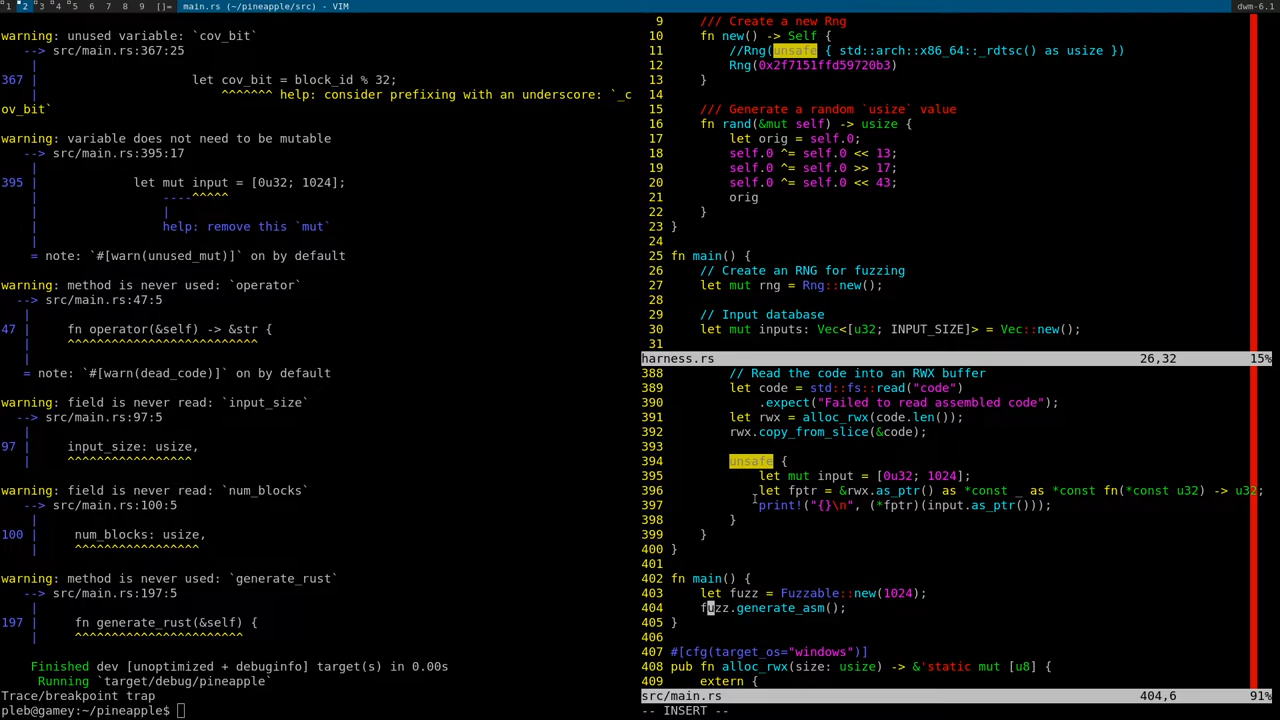 1 2 3 4 5 6 7 8 9 []= main.rs (~/pineapple/src) - VIM dwm-6.1
warning: unused variable: `cov_bit`
--> src/main.rs:367:25
|
367 | let cov_bit = block_id % 32;
| ^^^^^^^ help: consider prefixing with an underscore: `_c
ov_bit`
warning: variable does not need to be mutable
--> src/main.rs:395:17
|
395 | let mut input = [0u32; 1024];
| ----^^^^^
| |
| help: remove this `mut`
|
= note: `#[warn(unused_mut)]` on by default
warning: method is never used: `operator`
--> src/main.rs:47:5
|
47 | fn operator(&self) -> &str {
| ^^^^^^^^^^^^^^^^^^^^^^^^^^
|
= note: `#[warn(dead_code)]` on by default
warning: field is never read: `input_size`
--> src/main.rs:97:5
|
97 | input_size: usize,
| ^^^^^^^^^^^^^^^^^
warning: field is never read: `num_blocks`
--> src/main.rs:100:5
|
100 | num_blocks: usize,
| ^^^^^^^^^^^^^^^^^
warning: method is never used: `generate_rust`
--> src/main.rs:197:5
|
197 | fn generate_rust(&self) {
| ^^^^^^^^^^^^^^^^^^^^^^^
Finished dev [unoptimized + debuginfo] target(s) in 0.00s
Running `target/debug/pineapple`
Trace/breakpoint trap
pleb@gamey:~/pineapple$
9 /// Create a new Rng
10 fn new() -> Self {
11 //Rng(unsafe { std::arch::x86_64::_rdtsc() as usize })
12 Rng(0x2f7151ffd59720b3)
13 }
14
15 /// Generate a random `usize` value
16 fn rand(&mut self) -> usize {
17 let orig = self.0;
18 self.0 ^= self.0 << 13;
19 self.0 ^= self.0 >> 17;
20 self.0 ^= self.0 << 43;
21 orig
22 }
23 }
24
25 fn main() {
26 // Create an RNG for fuzzing
27 let mut rng = Rng::new();
28
29 // Input database
30 let mut inputs: Vec<[u32; INPUT_SIZE]> = Vec::new();
31
harness.rs 26,32 15%
388 // Read the code into an RWX buffer
389 let code = std::fs::read("code")
390 .expect("Failed to read assembled code");
391 let rwx = alloc_rwx(code.len());
392 rwx.copy_from_slice(&code);
393
394 unsafe {
395 let mut input = [0u32; 1024];
396 let fptr = &rwx.as_ptr() as *const _ as *const fn(*const u32) -> u32;
397 print!("{}\n", (*fptr)(input.as_ptr()));
398 }
399 }
400 }
401
402 fn main() {
403 let fuzz = Fuzzable::new(1024);
404 fuzz.generate_asm();
405 }
406
407 #[cfg(target_os="windows")]
408 pub fn alloc_rwx(size: usize) -> &'static mut [u8] {
409 extern {
src/main.rs 404,6 91%
-- INSERT --